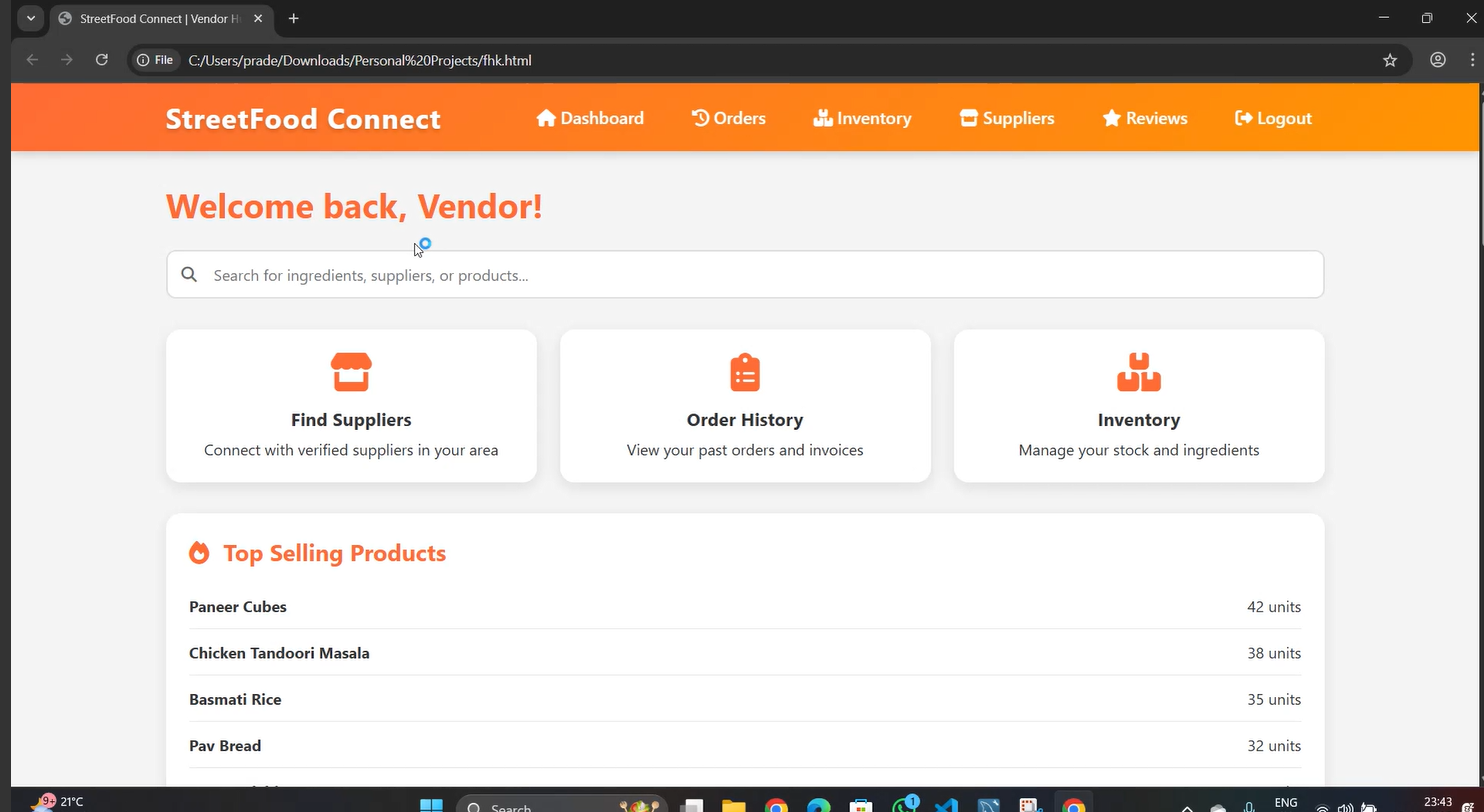 StreetFood Connect | Vendor H
File C:/Users/prade/Downloads/Personal%20Projects/fhk.html
StreetFood Connect Dashboard Orders Inventory Suppliers Reviews Logout
Welcome back, Vendor!
Search for ingredients, suppliers, or products...
Find Suppliers
Connect with verified suppliers in your area
Order History
View your past orders and invoices
Inventory
Manage your stock and ingredients
Top Selling Products
Paneer Cubes 42 units
Chicken Tandoori Masala 38 units
Basmati Rice 35 units
Pav Bread 32 units
9+ 21°C Search 1 ENG 23:43